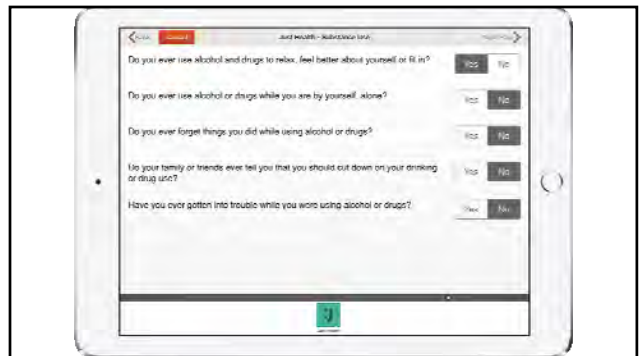 Just Health - Substance Use
Do you ever use alcohol and drugs to relax, feel better about yourself or fit in?
Yes No
Do you ever use alcohol or drugs while you are by yourself, alone?
Yes No
Do you ever forget things you did while using alcohol or drugs?
Yes No
Do your family or friends ever tell you that you should cut down on your drinking
or drug use?
Yes No
Have you ever gotten into trouble while you were using alcohol or drugs?
Yes No